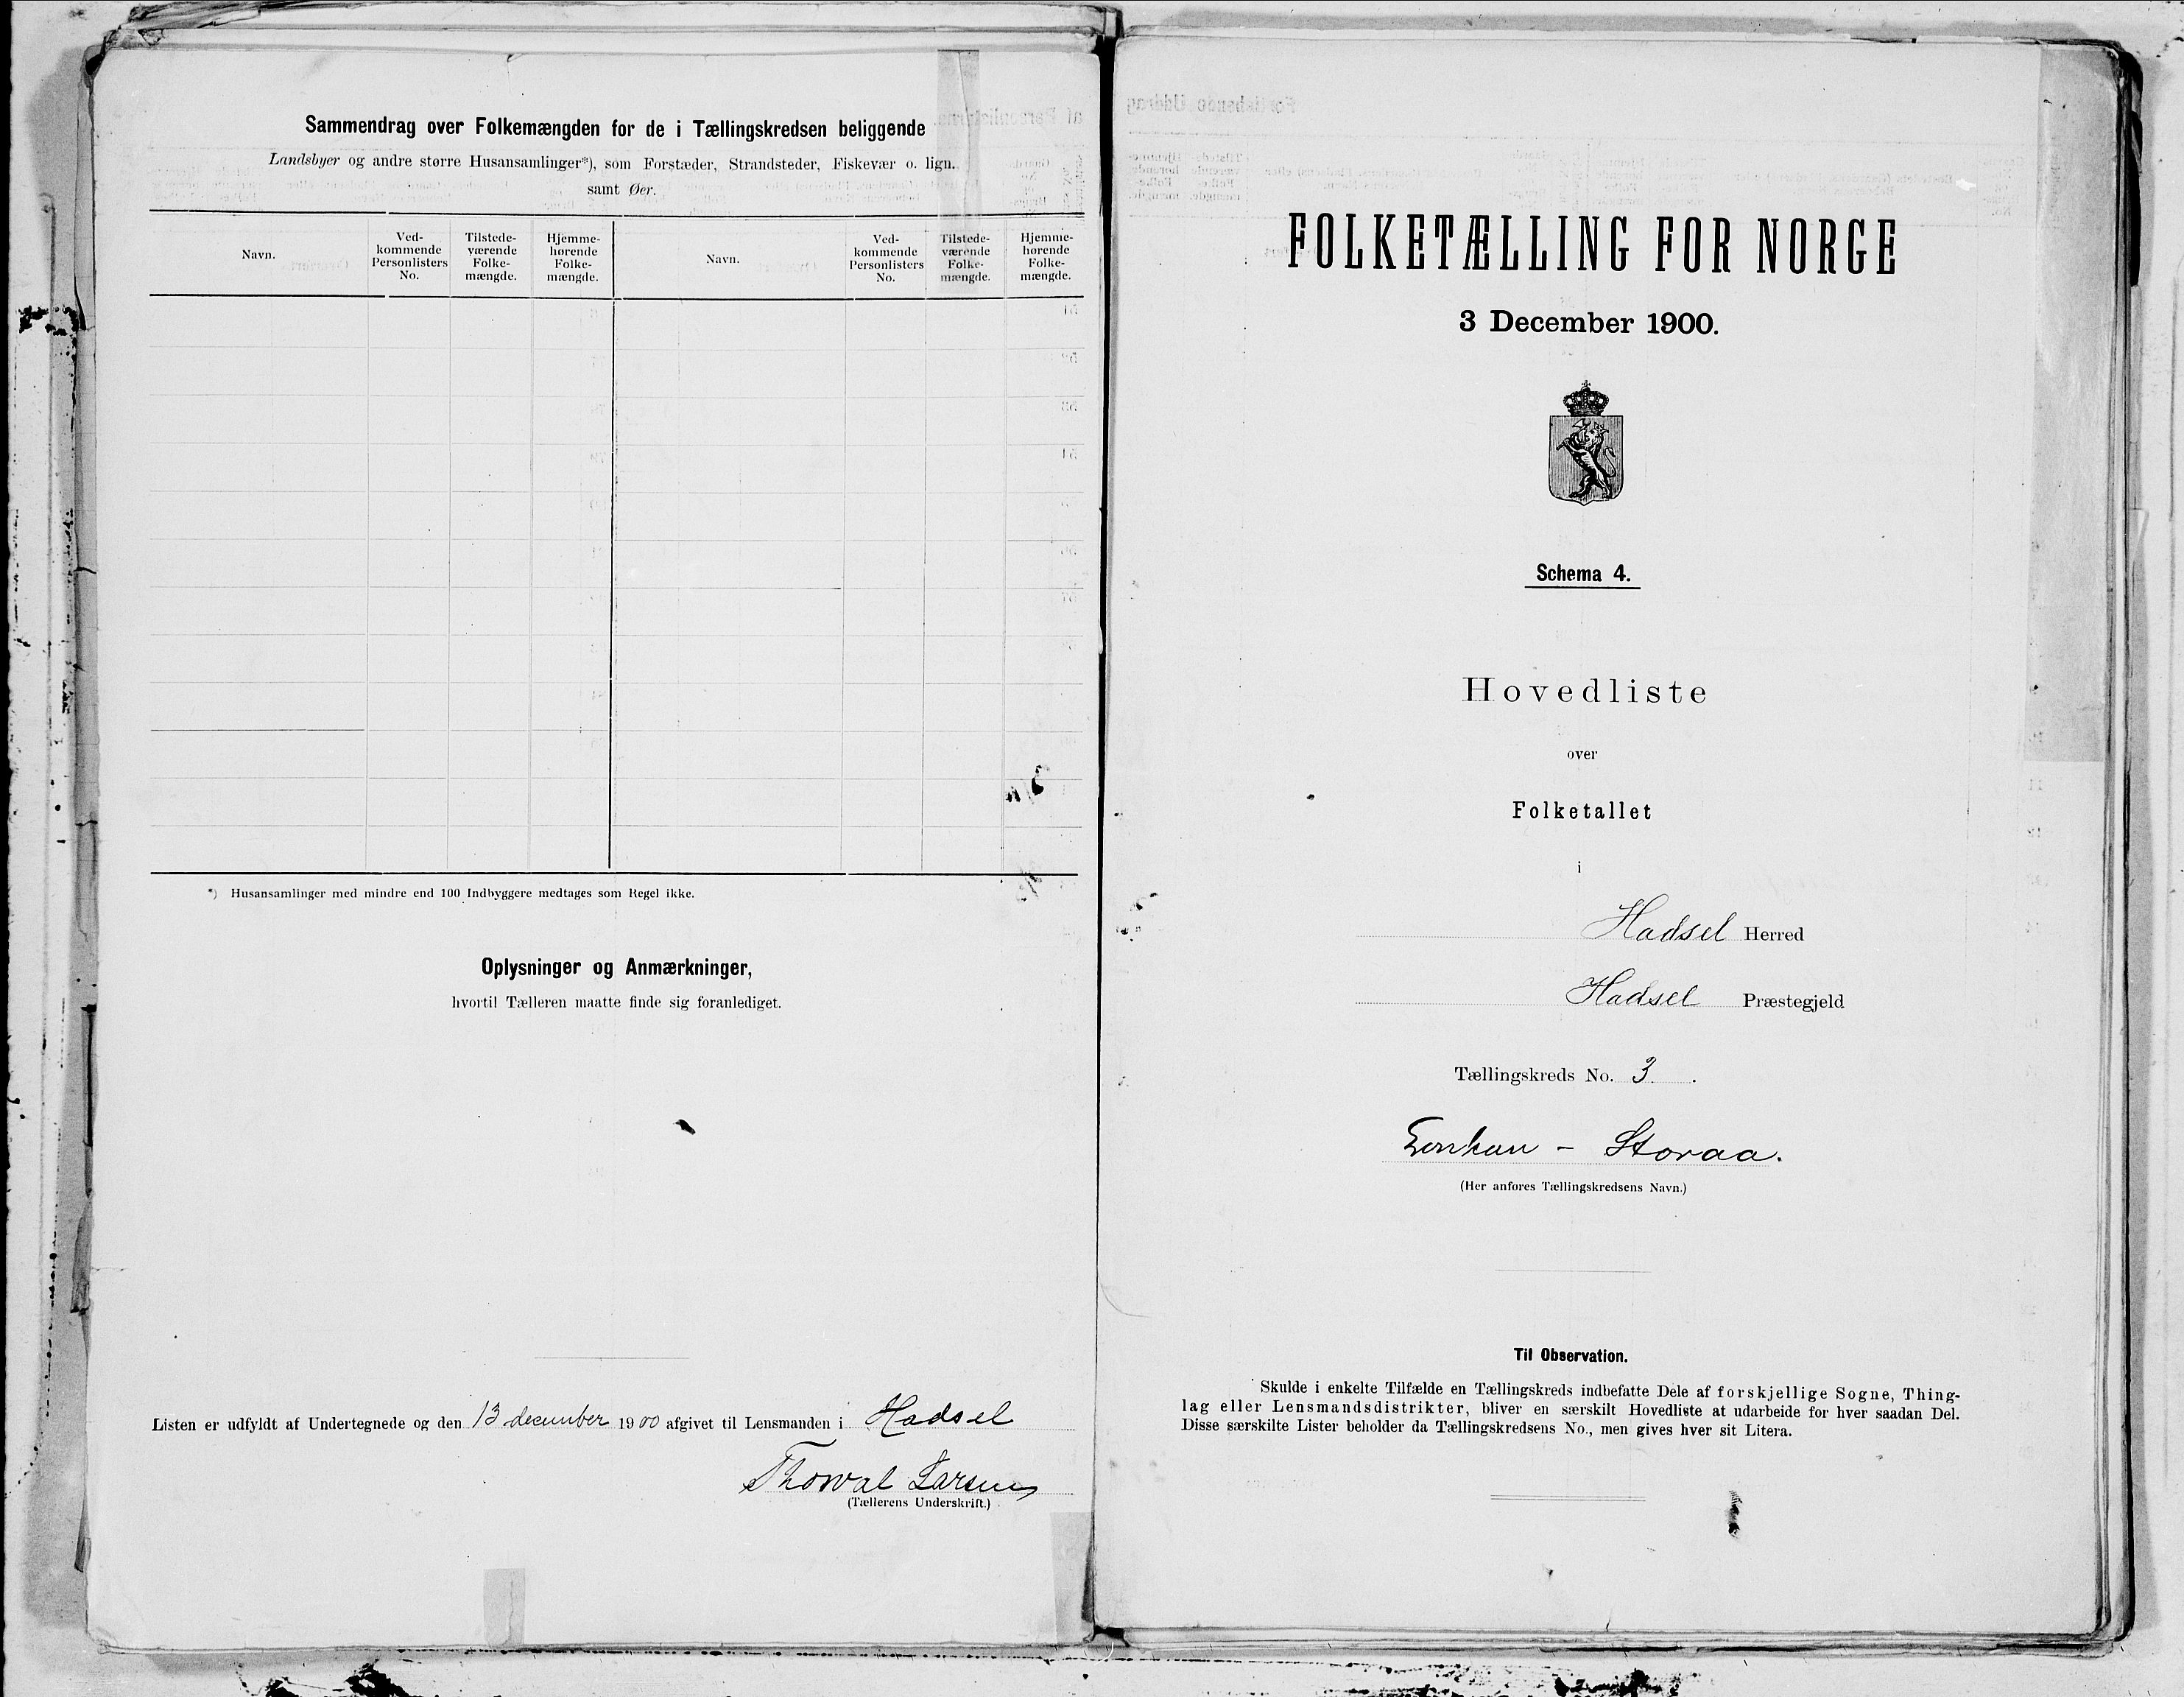 Sammendrag over Folkemængden for de i Tællingskredsen beliggende
Landsbyer og andre større Husansamlinger*), som Forstæder, Strandsteder, Fiskevær o. lign.
samt Øer.
Navn.
Ved-
kommende
Personlisters
No.
Tilstede-
værende
Folke-
mængde.
Hjemme-
hørende
Folke-
mængde.
Navn.
Ved-
kommende
Personlisters
No.
Tilstede-
værende
Folke-
mængde.
Hjemme-
hørende
Folke-
mængde.
*) Husansamlinger med mindre end 100 Indbyggere medtages som Regel ikke.
Oplysninger og Anmærkninger,
hvortil Tælleren maatte finde sig foranlediget.
Listen er udfyldt af Undertegnede og den 13 december 1900 afgivet til Lensmanden i Hadsel
Thorval Larsen
(Tællerens Underskrift.)
FOLKETÆLLING FOR NORGE
3 December 1900.
Schema 4.
Hovedliste
over
Folketallet
i
Hadsel Herred
Hadsel Præstegjeld
Tællingskreds No. 3.
- Storaa.
(Her anføres Tællingskredsens Navn.)
Til Observation.
Skulde i enkelte Tilfælde en Tællingskreds indbefatte Dele af forskjellige Sogne, Thing-
lag eller Lensmandsdistrikter, bliver en særskilt Hovedliste at udarbeide for hver saadan Del.
Disse særskilte Lister beholder da Tællingskredsens No., men gives hver sit Litera.